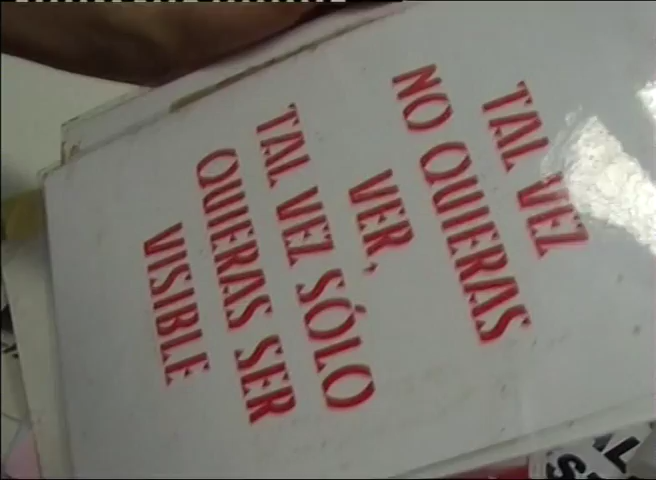 TAL VEZ
NO QUIERAS
VER,
TAL VEZ SÓLO
QUIERAS SER
VISIBLE